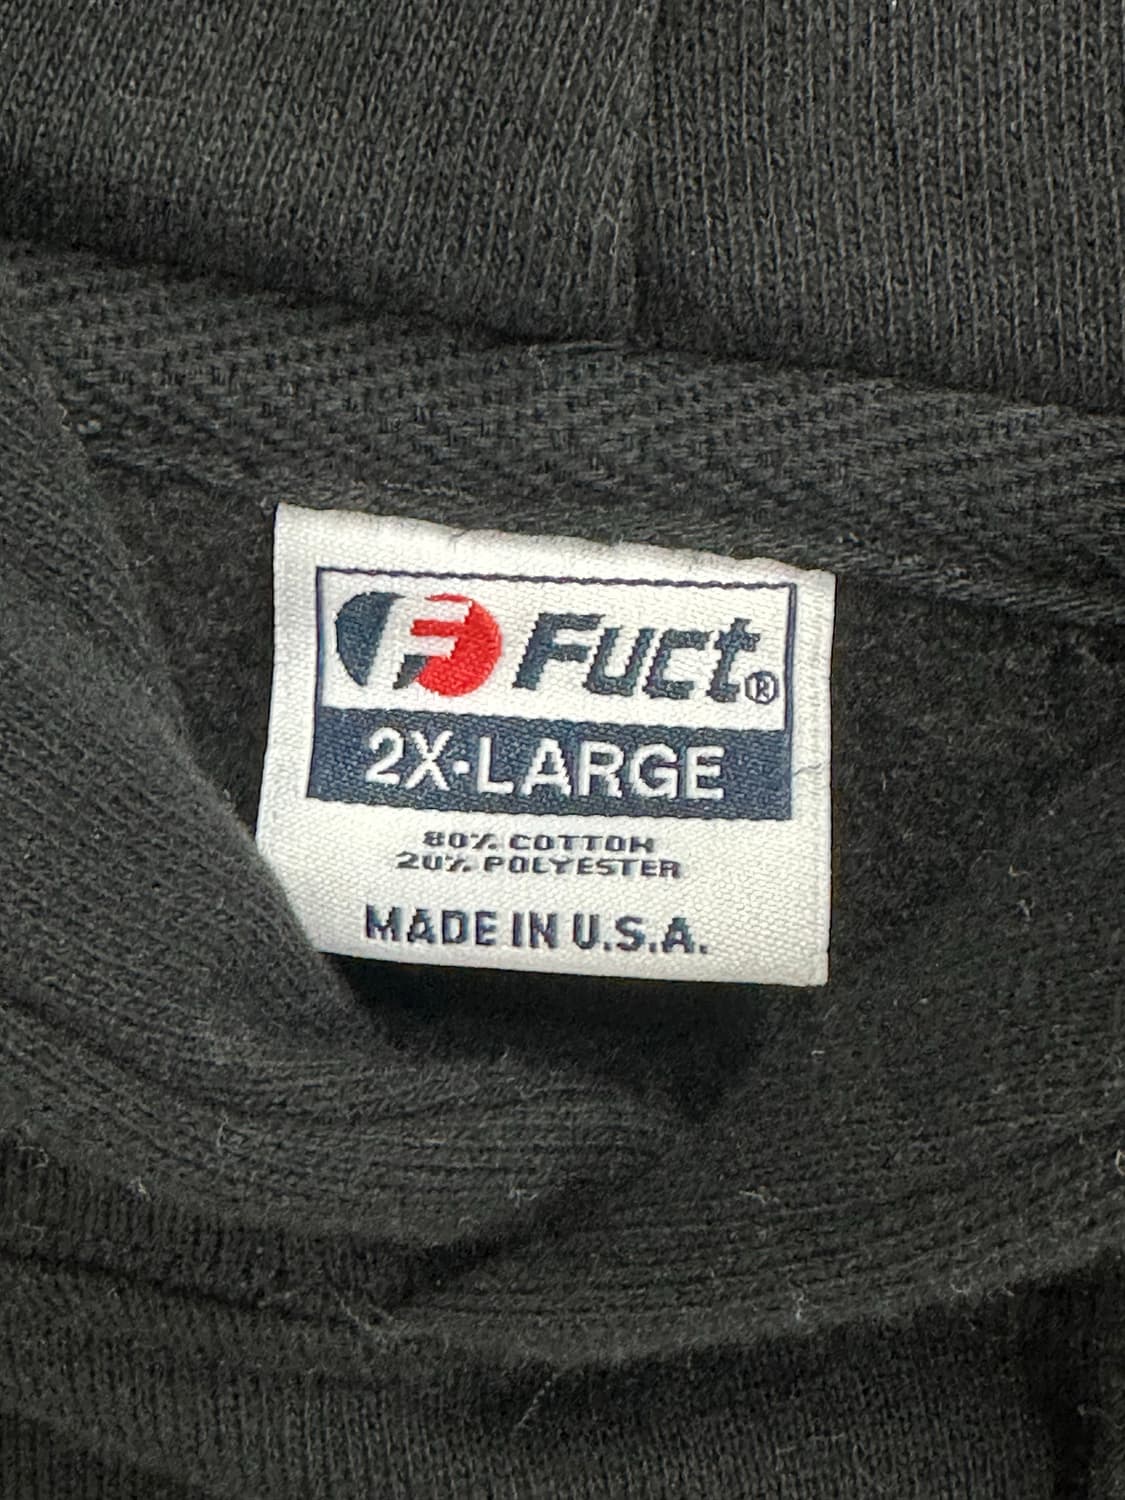 Fuct®
2X-LARGE
80% COTTON
20% POLYESTER
MADE IN U.S.A.